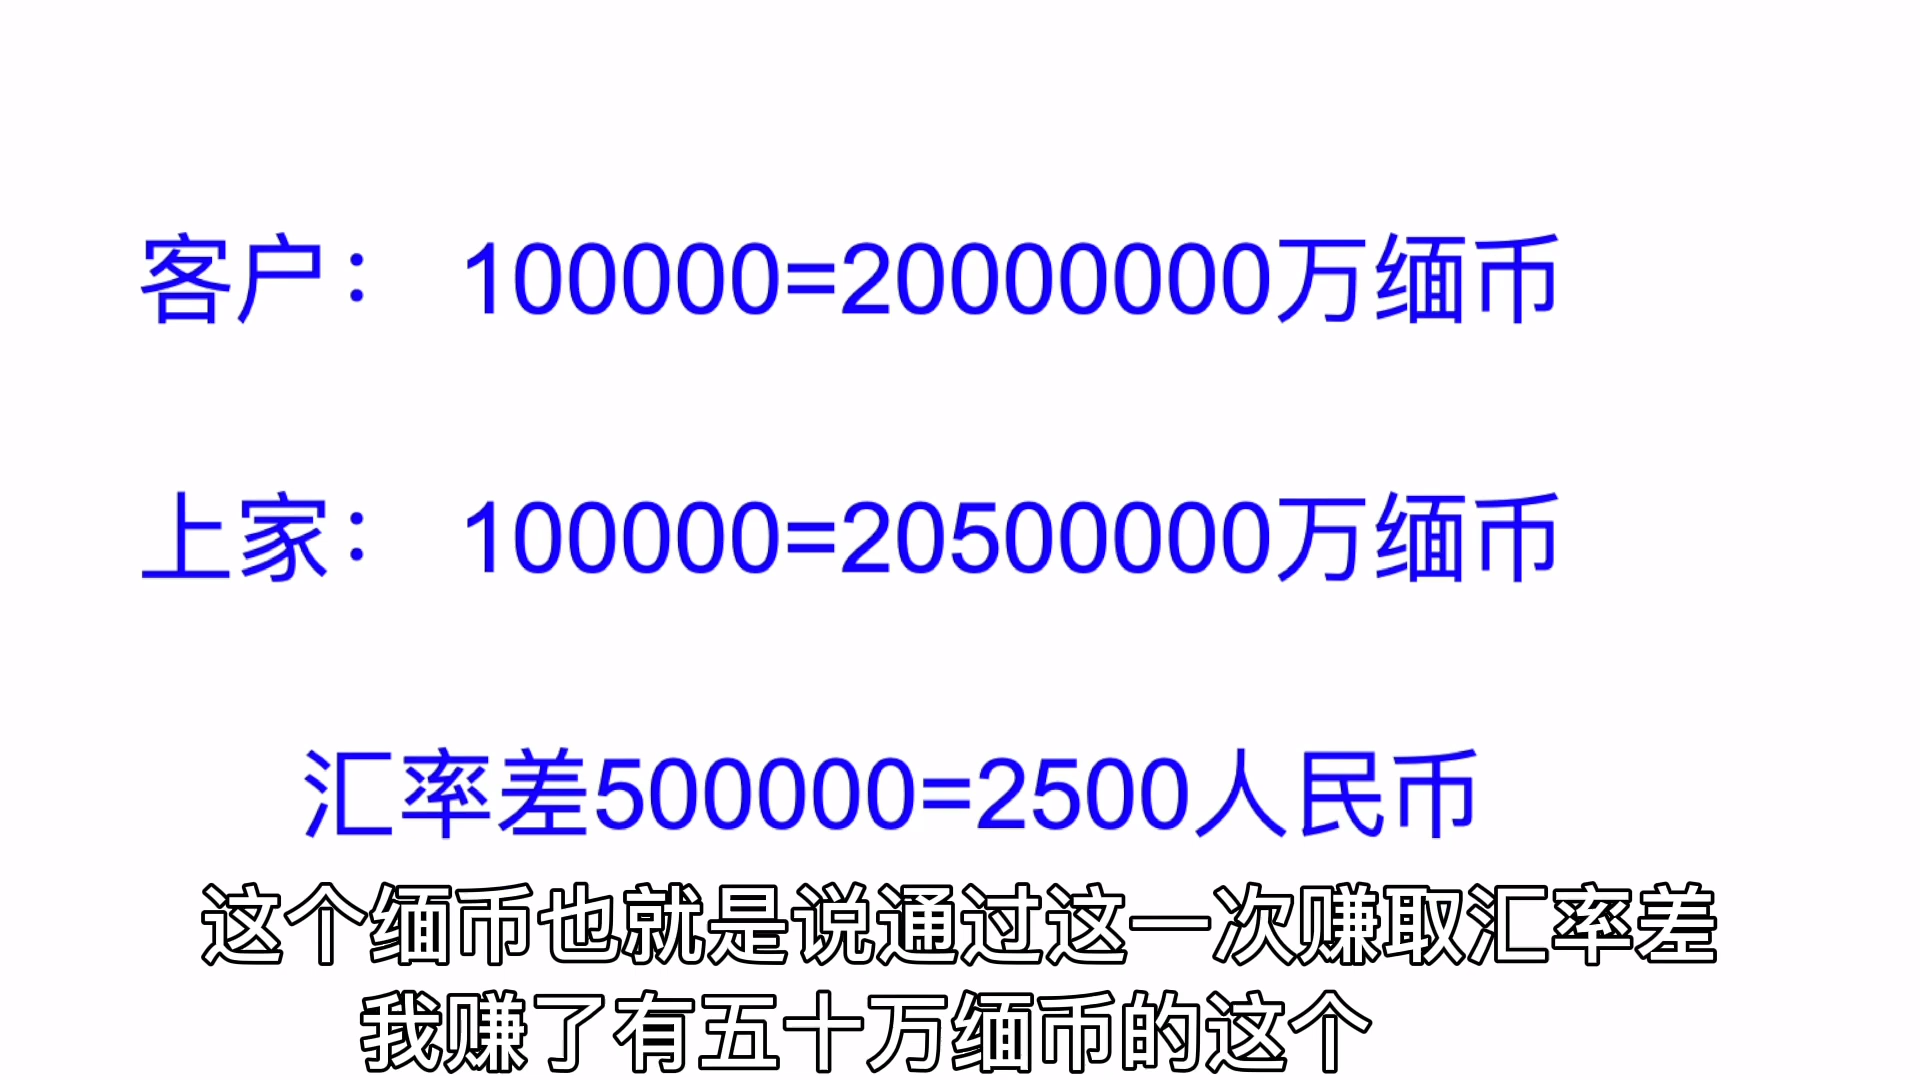 客户： 100000=20000000万缅币
上家： 100000=20500000万缅币
汇率差500000=2500人民币
这个缅币也就是说通过这一次赚取汇率差
我赚了有五十万缅币的这个